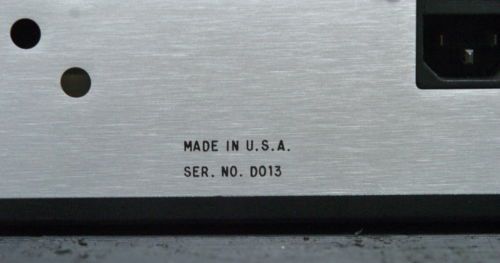 MADE IN U.S.A.
SER. NO. D013